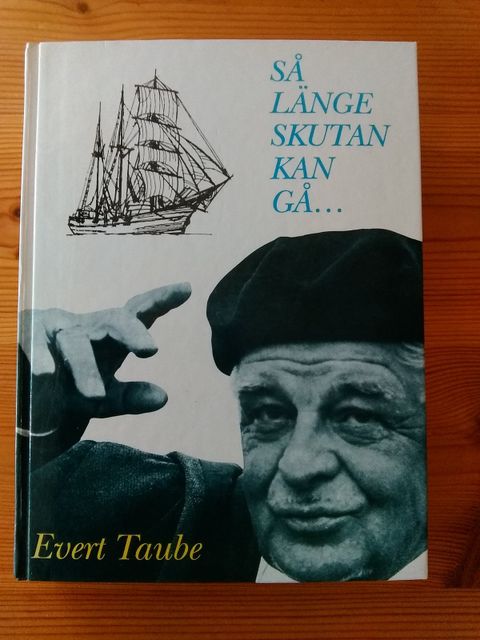 SÅ
LÄNGE
SKUTAN
KAN
GÅ...
Evert Taube